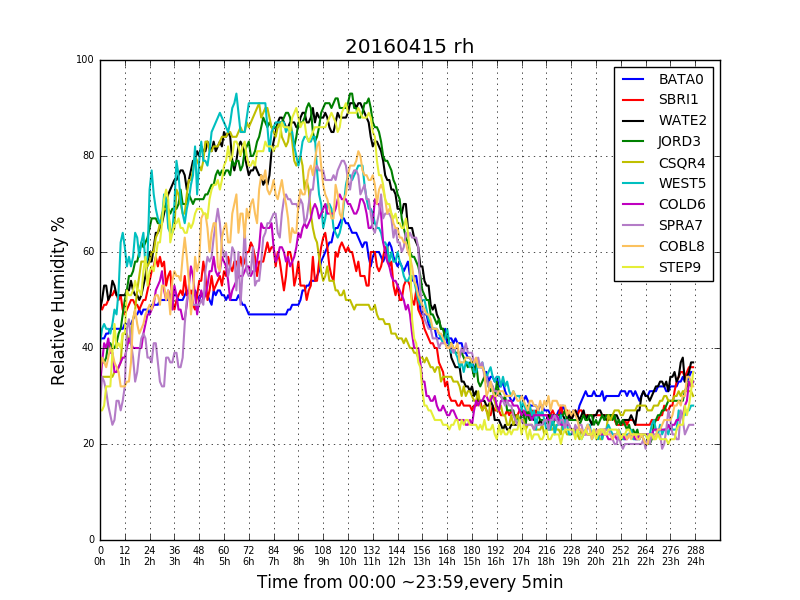 20160415 rh
100
80
60
40
20
0
Relative Humidity %
BATA0
SBRI1
WATE2
JORD3
CSQR4
WEST5
COLD6
SPRA7
COBL8
STEP9
0 12 24 36 48 60 72 84 96 108 120 132 144 156 168 180 192 204 216 228 240 252 264 276 288
0h 1h 2h 3h 4h 5h 6h 7h 8h 9h 10h 11h 12h 13h 14h 15h 16h 17h 18h 19h 20h 21h 22h 23h 24h
Time from 00:00 ~23:59,every 5min